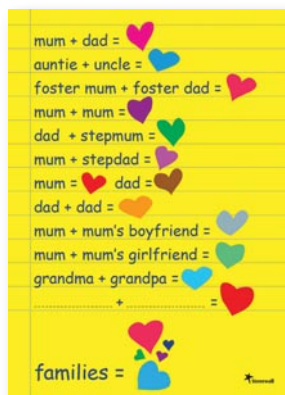 mum + dad =
auntie + uncle =
foster mum + foster dad =
mum + mum =
dad + stepmum =
mum + stepdad =
mum = dad =
dad + dad =
mum + mum's boyfriend =
mum + mum's girlfriend =
grandma + grandpa =
.................... + .................... =
families =
Stonewall